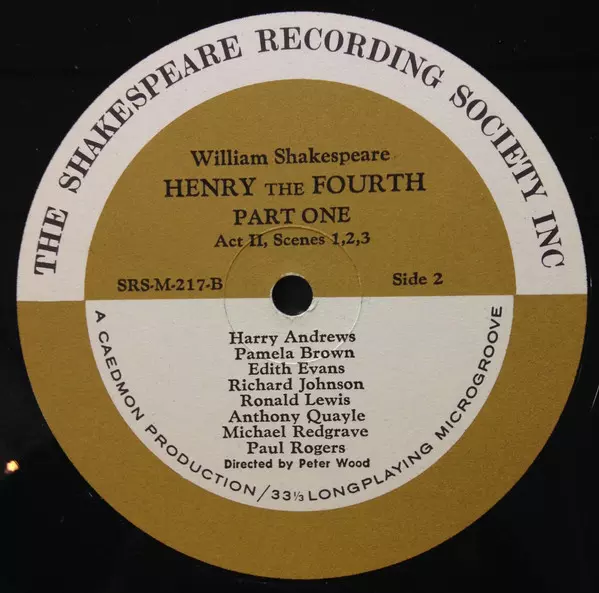 THE SHAKESPEARE RECORDING SOCIETY INC
William Shakespeare
HENRY THE FOURTH
PART ONE
Act II, Scenes 1,2,3
SRS-M-217-B
Side 2
Harry Andrews
Pamela Brown
Edith Evans
Richard Johnson
Ronald Lewis
Anthony Quayle
Michael Redgrave
Paul Rogers
Directed by Peter Wood
A CAEDMON PRODUCTION/33⅓ LONGPLAYING MICROGROOVE